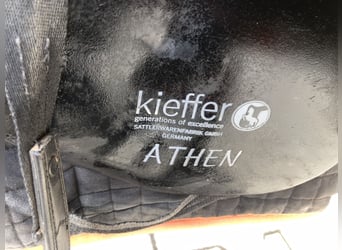 kieffer
generations of excellence
SATTLERWARENFABRIK GMBH
GERMANY
ATHEN